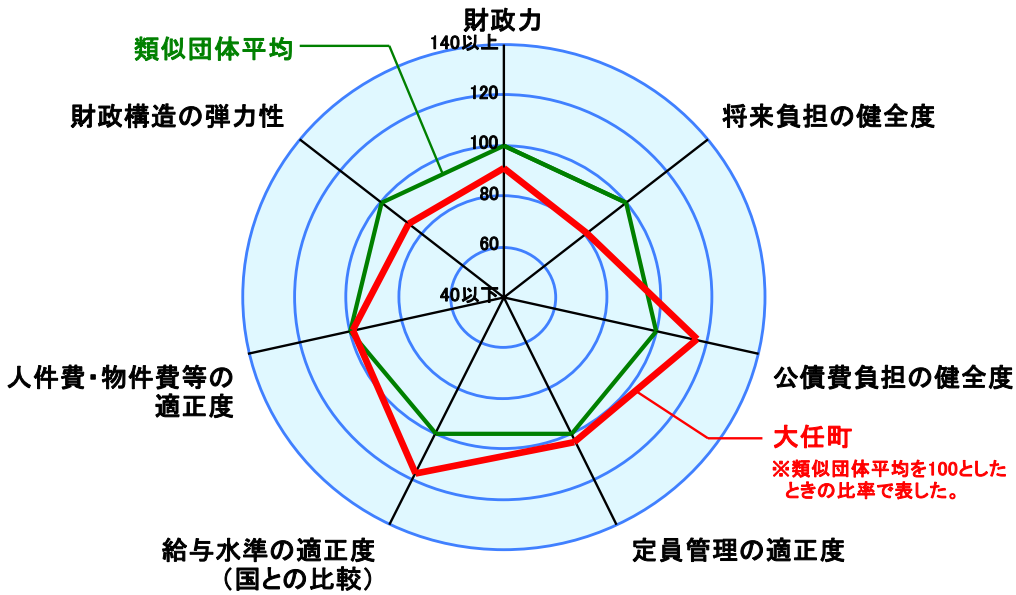 財政力
140以上
類似団体平均
120
財政構造の弾力性
将来負担の健全度
100
80
60
40以下
人件費・物件費等の
適正度
公債費負担の健全度
大任町
※類似団体平均を100とした
ときの比率で表した。
給与水準の適正度
（国との比較）
定員管理の適正度